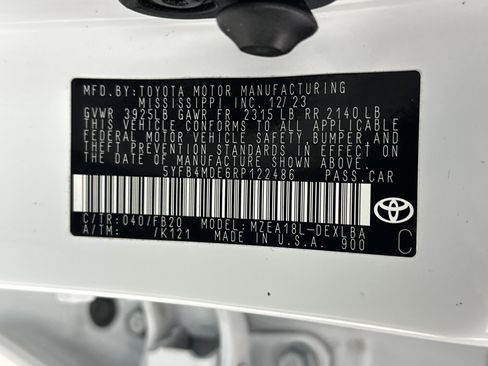 MFD.BY: TOYOTA MOTOR MANUFACTURING
MISSISSIPPI INC. 12/23
GVWR 3925LB GAWR FR 2315 LB RR 2140 LB
THIS VEHICLE CONFORMS TO ALL APPLICABLE
FEDERAL MOTOR VEHICLE SAFETY, BUMPER, AND
THEFT PREVENTION STANDARDS IN EFFECT ON
THE DATE OF MANUFACTURE SHOWN ABOVE.
5YFB4MDE6RP122486 PASS.CAR
C/TR: 040/FB20 MODEL: MZEA18L-DEXLBA
A/TM: /K121 MADE IN U.S.A. 900
C